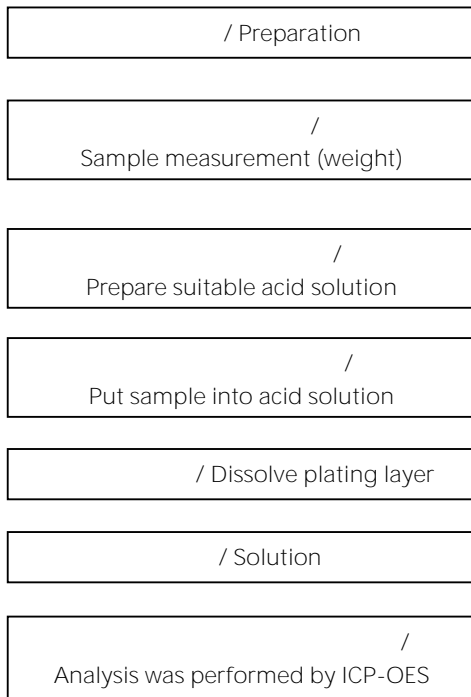 / Preparation
/
Sample measurement (weight)
/
Prepare suitable acid solution
/
Put sample into acid solution
/ Dissolve plating layer
/ Solution
/
Analysis was performed by ICP-OES